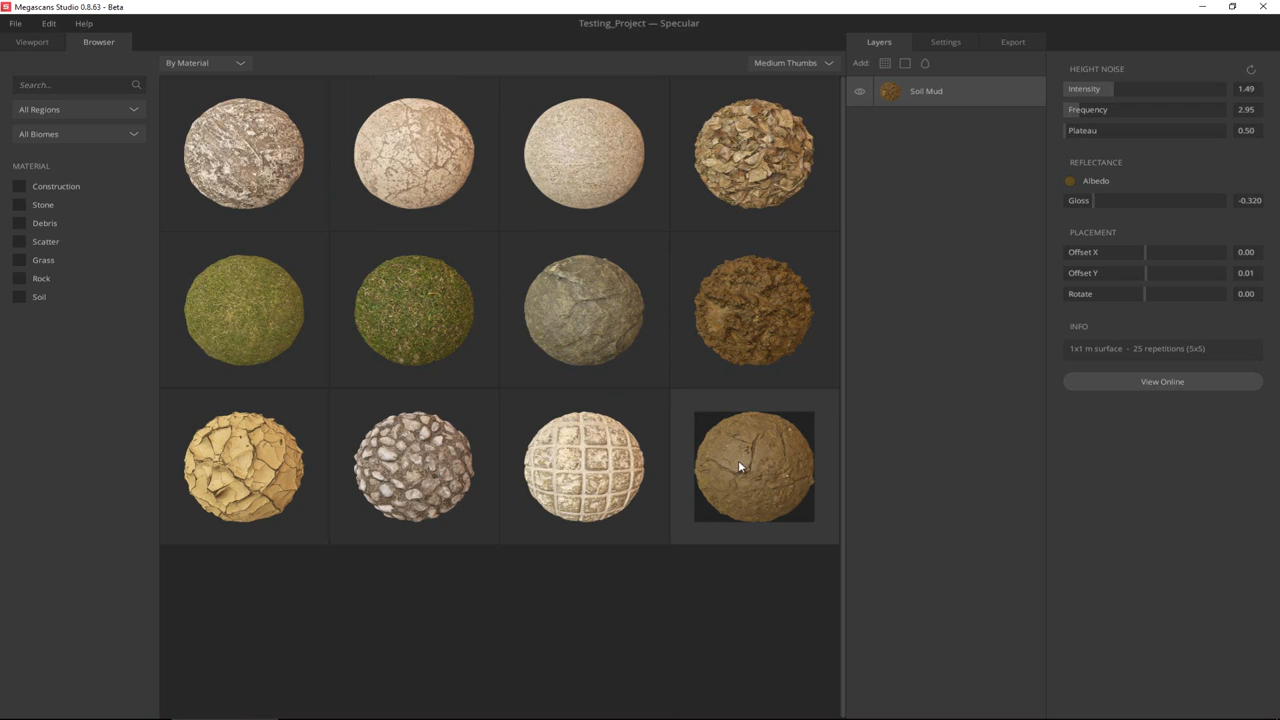 Megascans Studio 0.8.63 - Beta
File Edit Help
Testing_Project — Specular
Viewport Browser
Layers Settings Export
Search...
By Material
Medium Thumbs
Add:
All Regions
All Biomes
MATERIAL
Construction
Stone
Debris
Scatter
Grass
Rock
Soil
Soil Mud
HEIGHT NOISE
Intensity 1.49
Frequency 2.95
Plateau 0.50
REFLECTANCE
Albedo
Gloss -0.320
PLACEMENT
Offset X 0.00
Offset Y 0.01
Rotate 0.00
INFO
1x1 m surface - 25 repetitions (5x5)
View Online